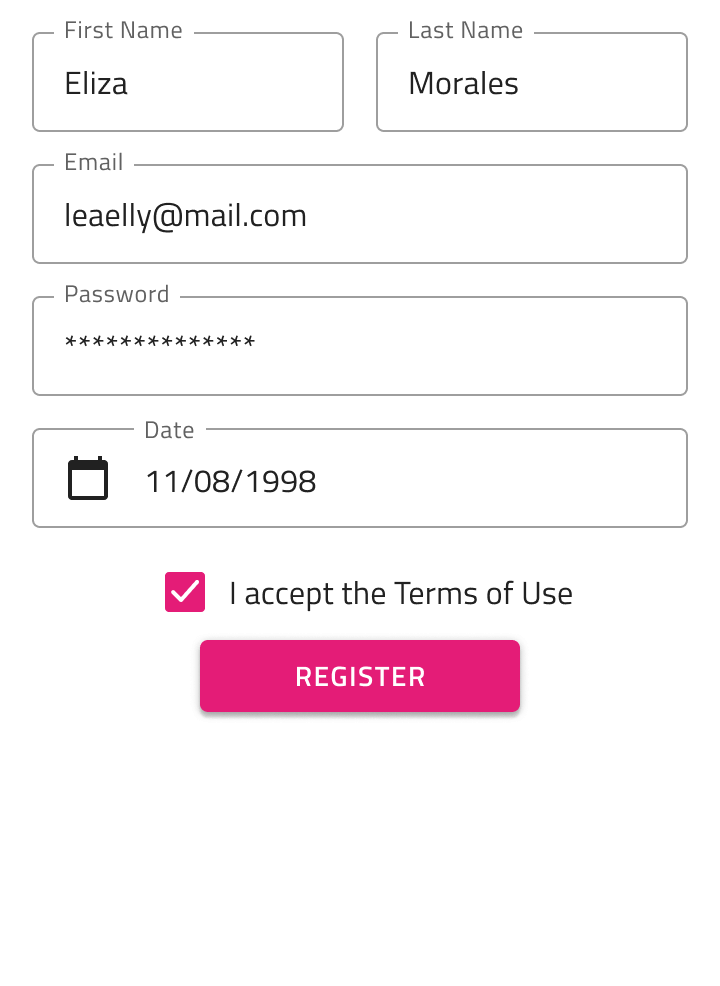 First Name
Last Name
Eliza
Morales
Email
leaelly@mail.com
Password
**************
Date
11/08/1998
I accept the Terms of Use
REGISTER